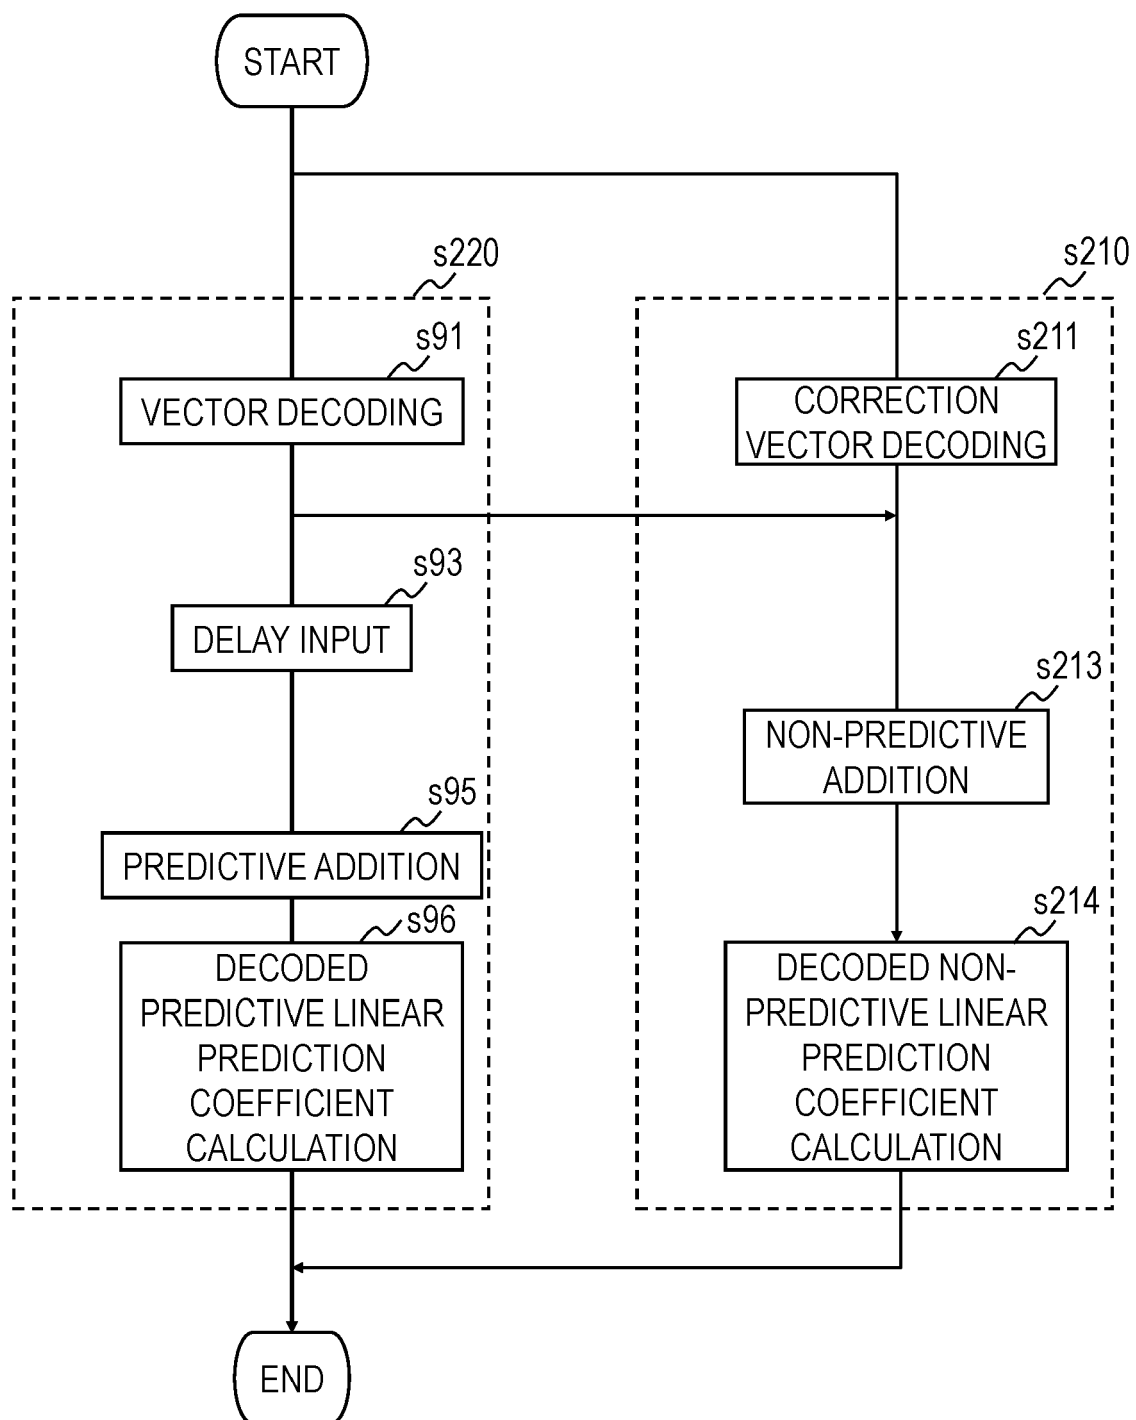 START
s220
s210
s91
VECTOR DECODING
s211
CORRECTION
VECTOR DECODING
s93
DELAY INPUT
s213
NON-PREDICTIVE
ADDITION
s95
PREDICTIVE ADDITION
s96
DECODED
PREDICTIVE LINEAR
PREDICTION
COEFFICIENT
CALCULATION
s214
DECODED NON-
PREDICTIVE LINEAR
PREDICTION
COEFFICIENT
CALCULATION
END